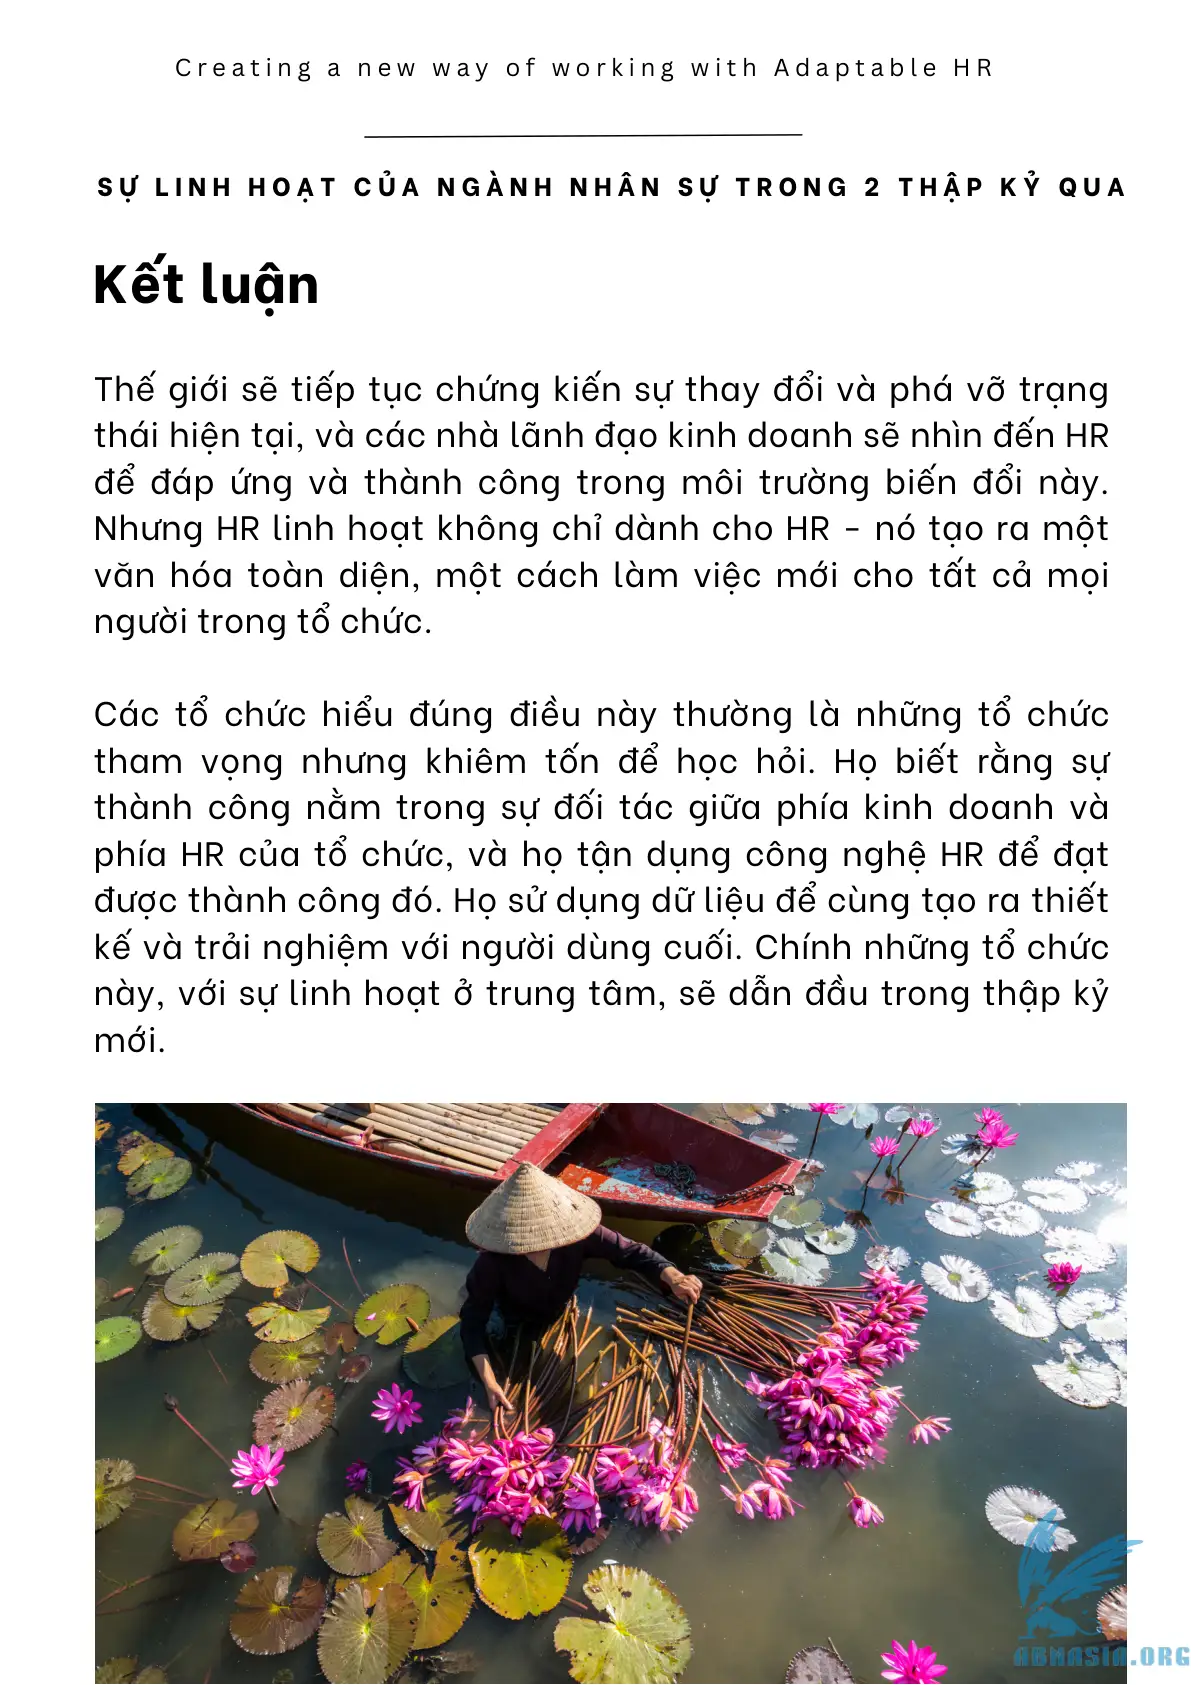 Creating a new way of working with Adaptable HR
SỰ LINH HOẠT CỦA NGÀNH NHÂN SỰ TRONG 2 THẬP KỶ QUA
Kết luận
Thế giới sẽ tiếp tục chứng kiến sự thay đổi và phá vỡ trạng
thái hiện tại, và các nhà lãnh đạo kinh doanh sẽ nhìn đến HR
để đáp ứng và thành công trong môi trường biến đổi này.
Nhưng HR linh hoạt không chỉ dành cho HR - nó tạo ra một
văn hóa toàn diện, một cách làm việc mới cho tất cả mọi
người trong tổ chức.
Các tổ chức hiểu đúng điều này thường là những tổ chức
tham vọng nhưng khiêm tốn để học hỏi. Họ biết rằng sự
thành công nằm trong sự đối tác giữa phía kinh doanh và
phía HR của tổ chức, và họ tận dụng công nghệ HR để đạt
được thành công đó. Họ sử dụng dữ liệu để cùng tạo ra thiết
kế và trải nghiệm với người dùng cuối. Chính những tổ chức
này, với sự linh hoạt ở trung tâm, sẽ dẫn đầu trong thập kỷ
mới.
ABNASIA.ORG